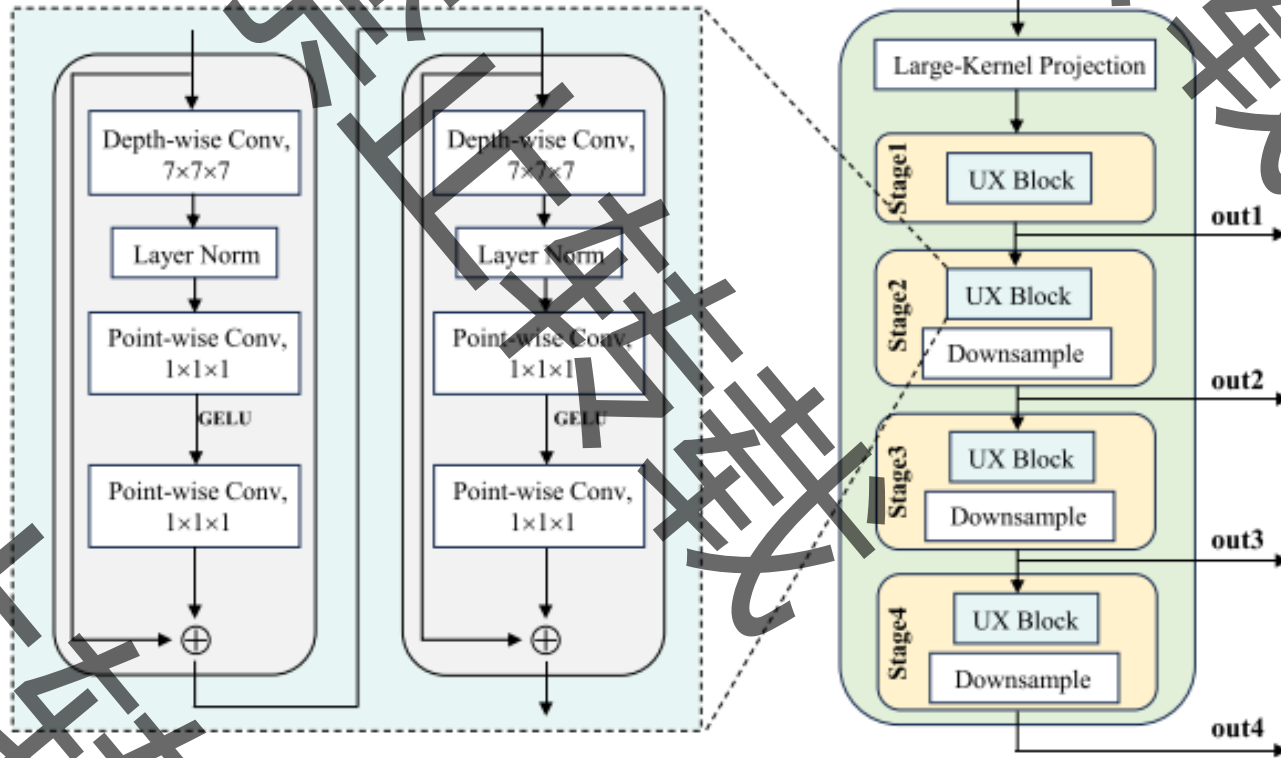 Depth-wise Conv,
7×7×7
Layer Norm
Point-wise Conv,
1×1×1
GELU
Point-wise Conv,
1×1×1
Depth-wise Conv,
7×7×7
Layer Norm
Point-wise Conv,
1×1×1
GELU
Point-wise Conv,
1×1×1
Large-Kernel Projection
Stage1
UX Block
out1
Stage2
UX Block
Downsample
out2
Stage3
UX Block
Downsample
out3
Stage4
UX Block
Downsample
out4